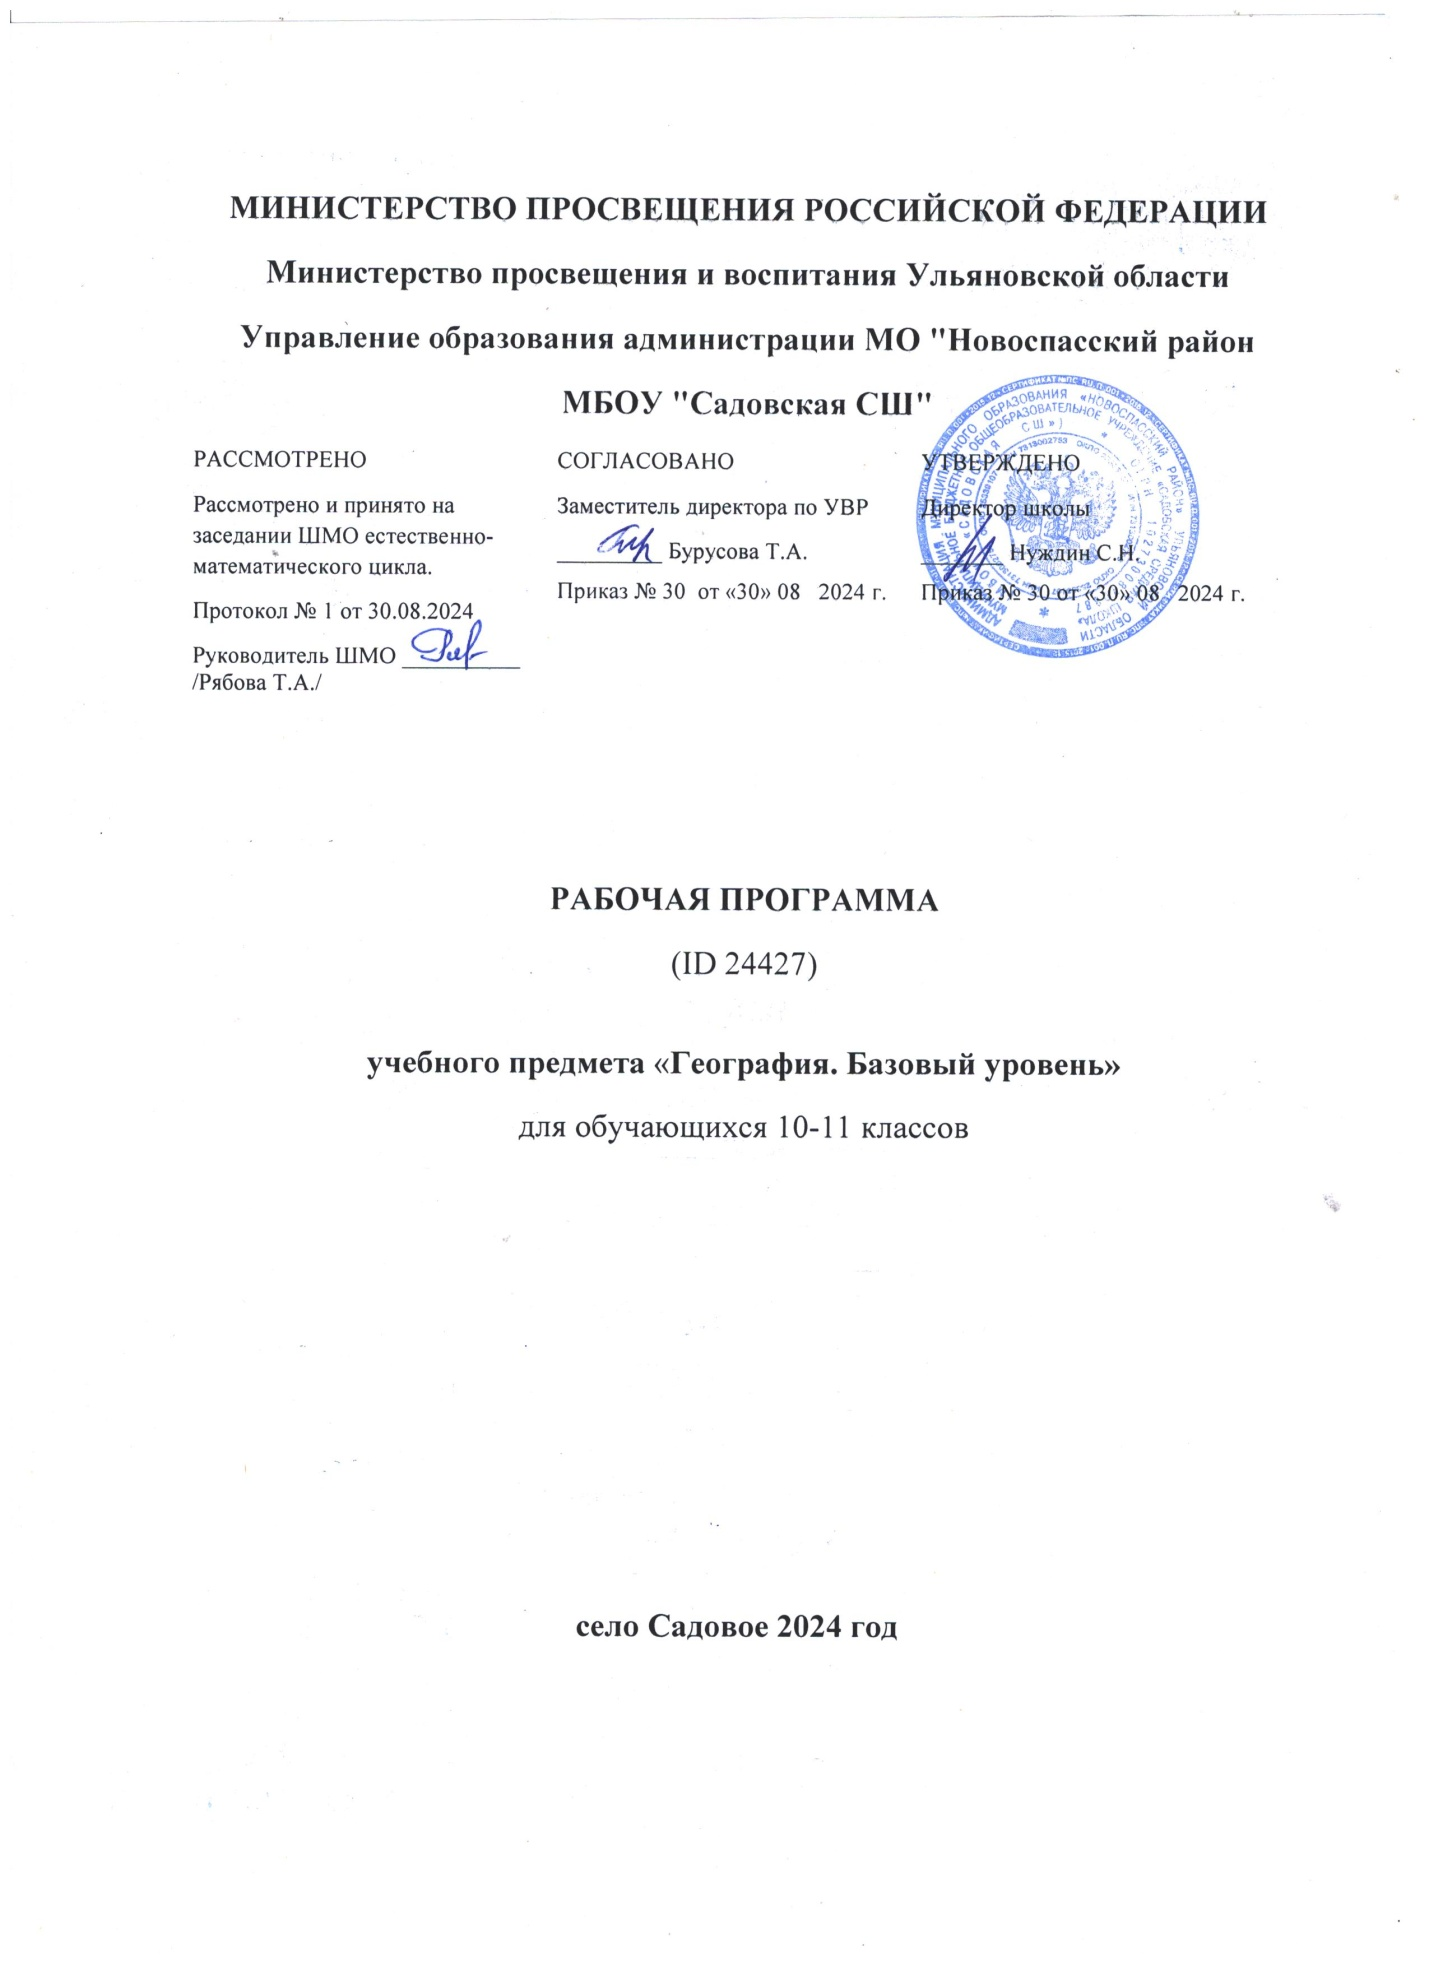 МИНИСТЕРСТВО ПРОСВЕЩЕНИЯ РОССИЙСКОЙ ФЕДЕРАЦИИ
Министерство просвещения и воспитания Ульяновской области
Управление образования администрации МО "Новоспасский район
МБОУ "Садовская СШ"
РАССМОТРЕНО
Рассмотрено и принято на
заседании ШМО естественно-
математического цикла.
Протокол № 1 от 30.08.2024
Руководитель ШМО __________
/Рябова Т.А./
СОГЛАСОВАНО
Заместитель директора по УВР
_________ Бурусова Т.А.
Приказ № 30 от «30» 08 2024 г.
УТВЕРЖДЕНО
Директор школы
_______ Нуждин С.Н.
Приказ № 30 от «30» 08 2024 г.
РАБОЧАЯ ПРОГРАММА
(ID 24427)
учебного предмета «География. Базовый уровень»
для обучающихся 10-11 классов
село Садовое 2024 год